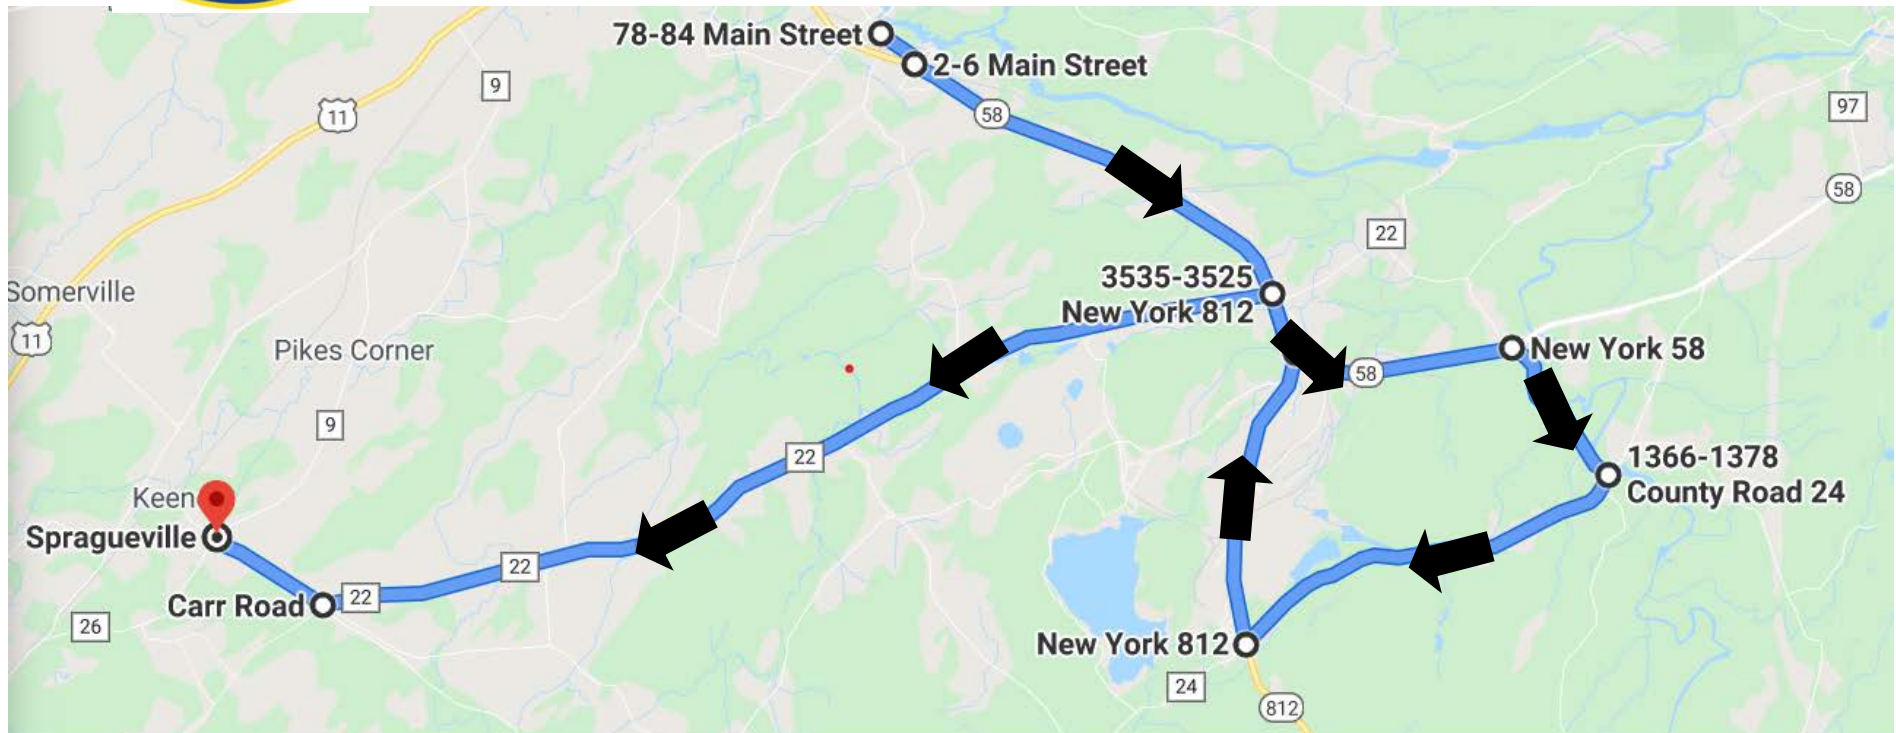 78-84 Main Street
2-6 Main Street
9
11
58
97
58
22
Somerville
3535-3525
New York 812
11
Pikes Corner
58
New York 58
9
22
1366-1378
County Road 24
Keen
Spragueville
22
22
Carr Road
26
New York 812
24
812